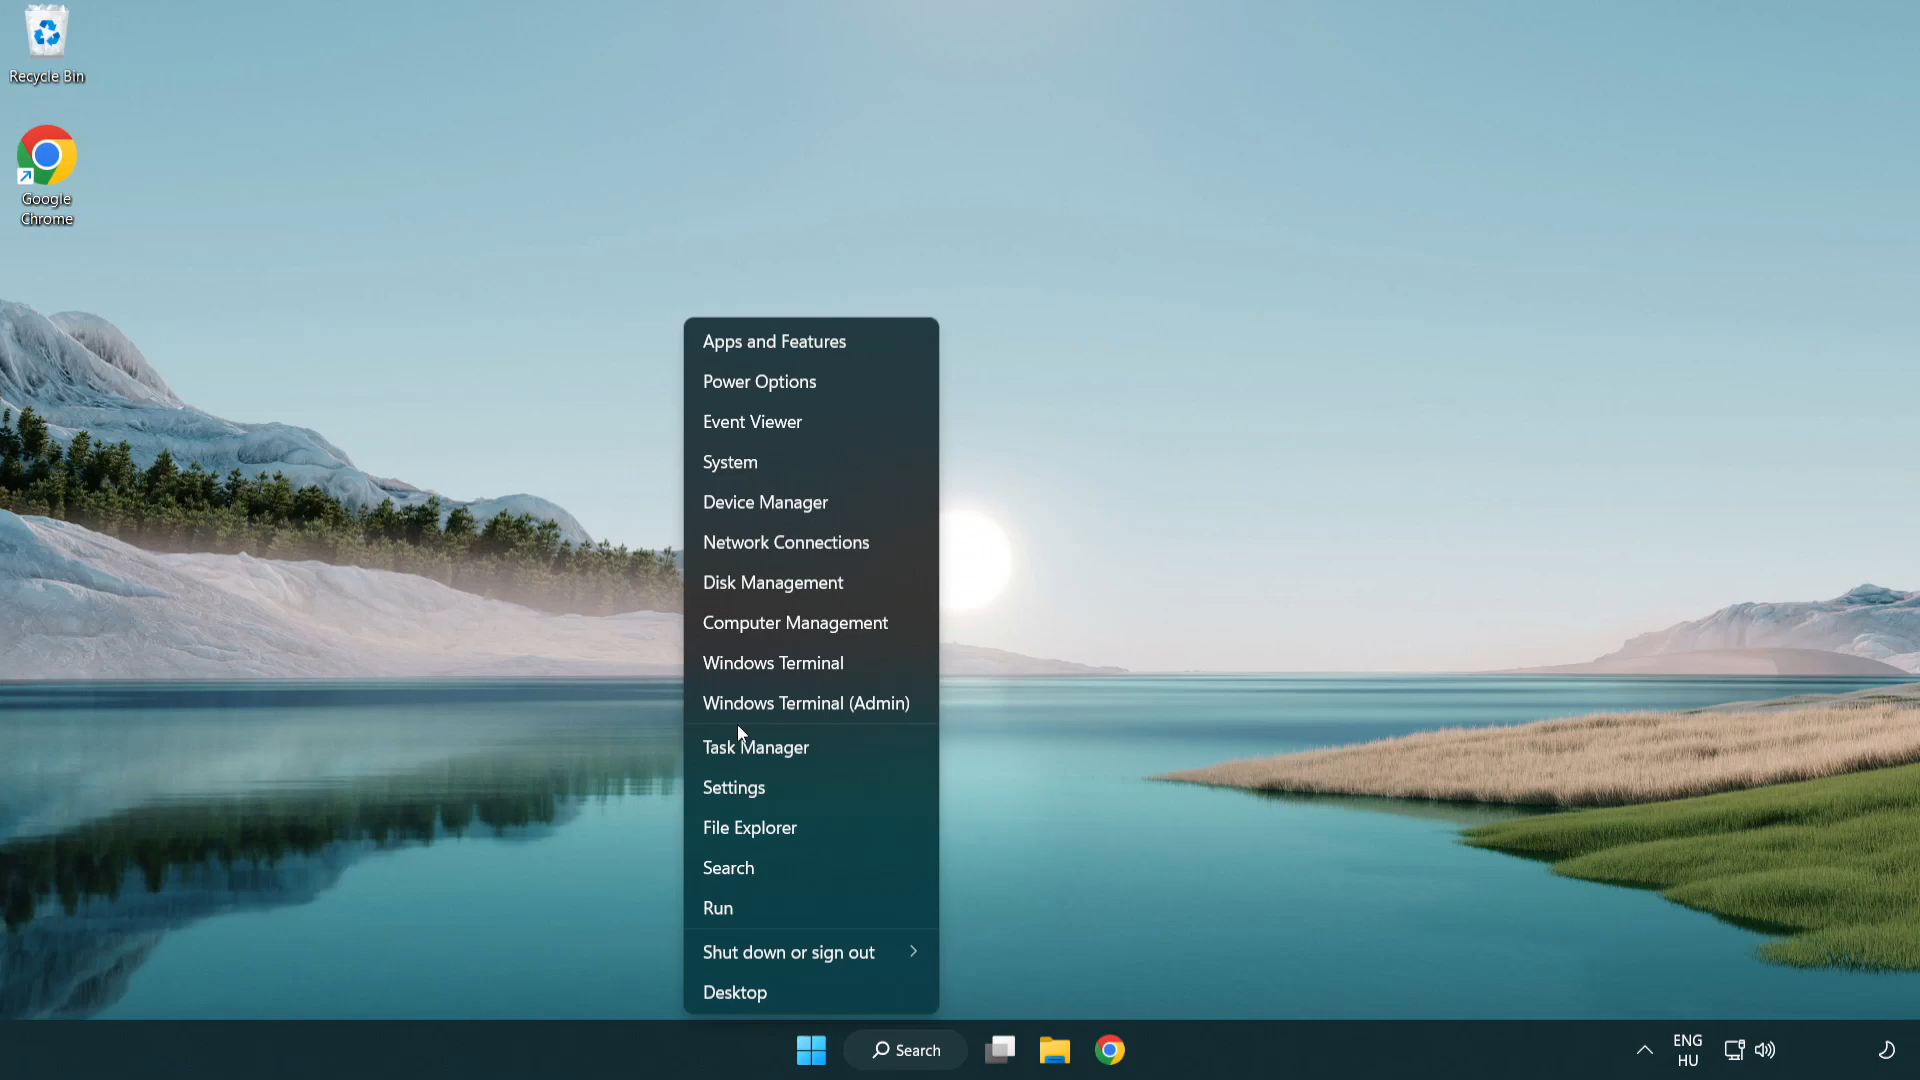 Recycle Bin
Google
Chrome
Apps and Features
Power Options
Event Viewer
System
Device Manager
Network Connections
Disk Management
Computer Management
Windows Terminal
Windows Terminal (Admin)
Task Manager
Settings
File Explorer
Search
Run
Shut down or sign out
Desktop
Search
ENG
HU